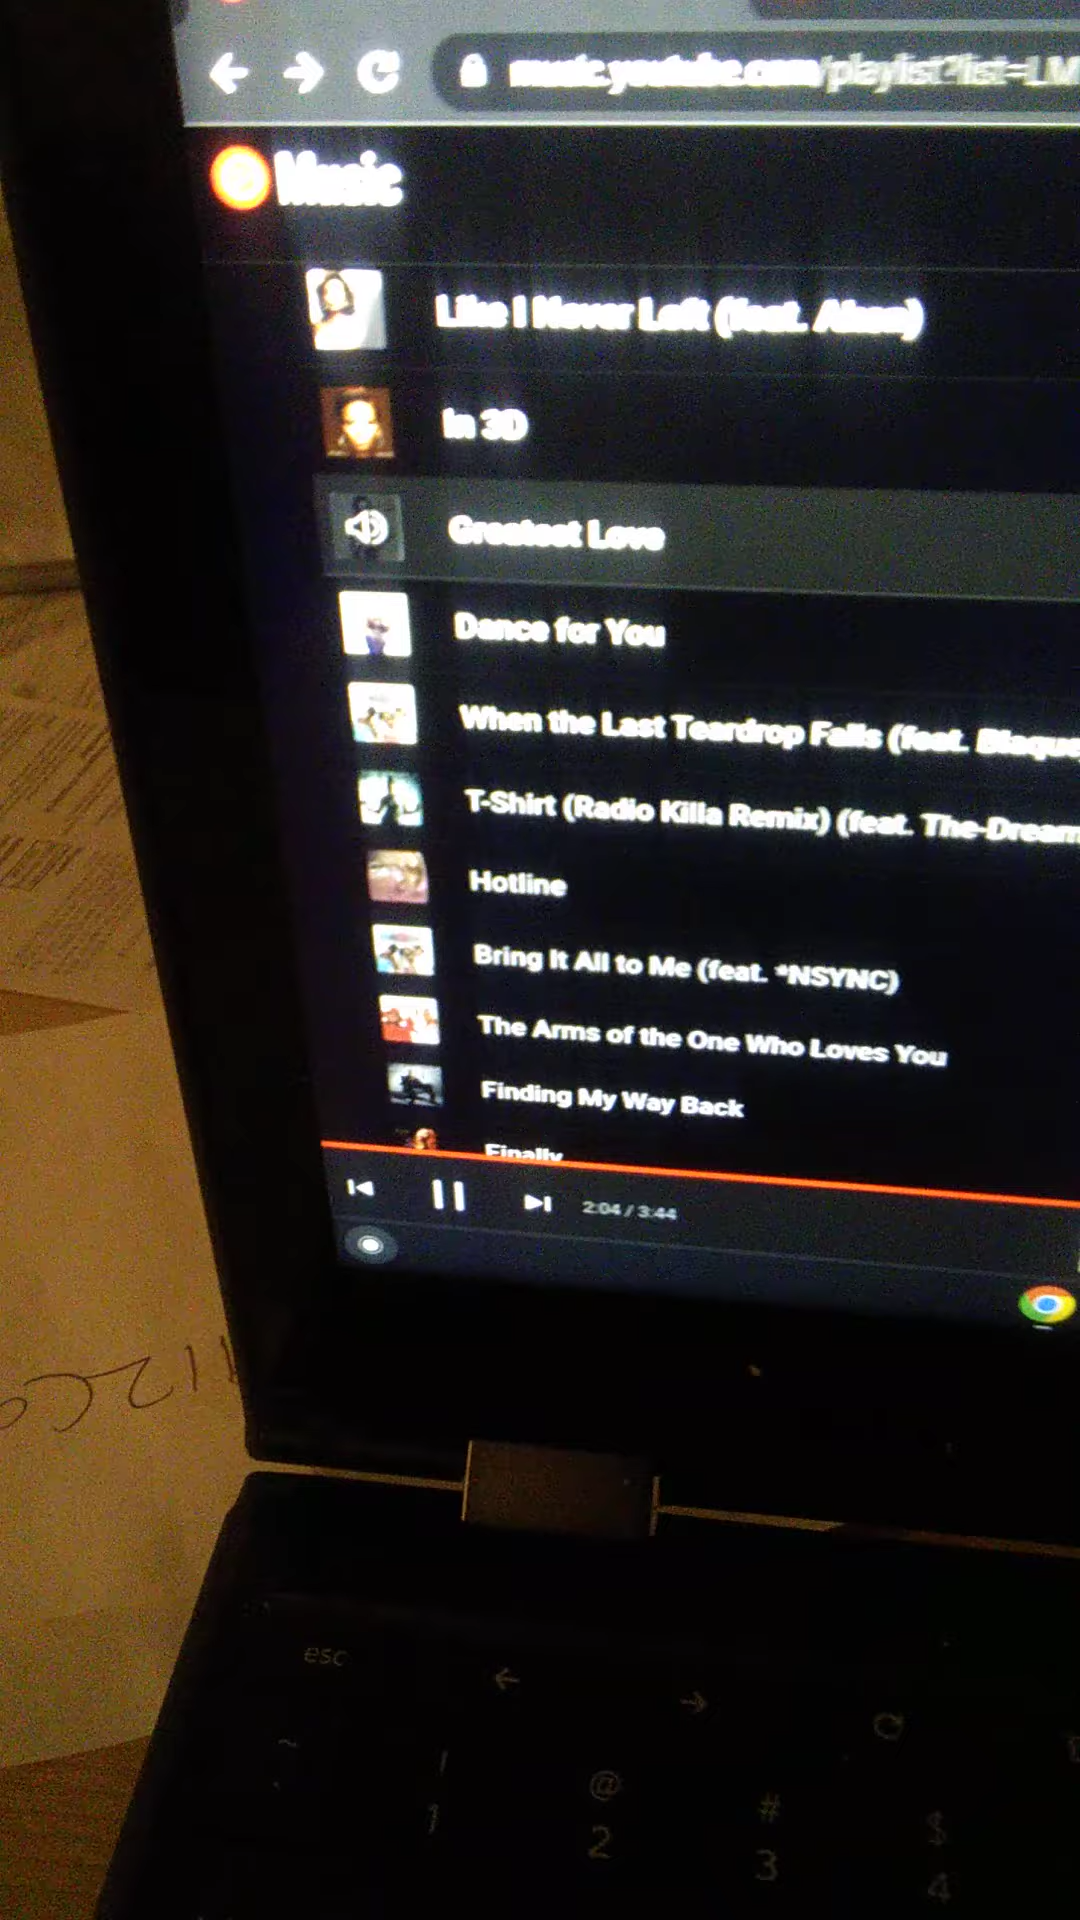 music.youtube.com/playlist?list=LM
Music
Like I Never Left (feat. Akon)
In 3D
Greatest Love
Dance for You
When the Last Teardrop Falls (feat. Blaque
T-Shirt (Radio Killa Remix) (feat. The-Dream
Hotline
Bring It All to Me (feat. *NSYNC)
The Arms of the One Who Loves You
Finding My Way Back
Finally
2:04 / 3:44
esc
~ ! @ # $
` 1 2 3 4